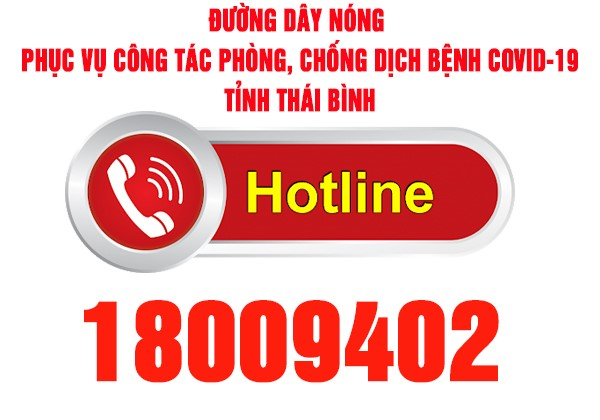 ĐƯỜNG DÂY NÓNG
PHỤC VỤ CÔNG TÁC PHÒNG, CHỐNG DỊCH BỆNH COVID-19
TỈNH THÁI BÌNH
Hotline
18009402